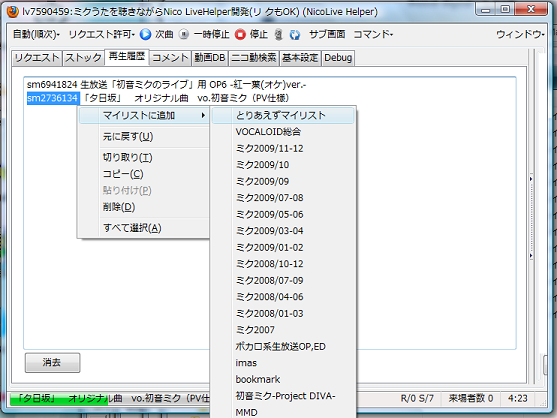 lv7590459:ミクうたを聴きながらNico LiveHelper開発(リ クもOK) (NicoLive Helper)
自動(順次)・ リクエスト許可・ 次曲 一時停止 停止 サブ画面 コマンド・ ウィンドウ・
リクエスト ストック 再生履歴 コメント 動画DB ニコ動検索 基本設定 Debug
sm6941824 生放送「初音ミクのライブ」用 OP6 -紅一葉(オケ)ver.-
sm2736134 「夕日坂」 オリジナル曲 vo.初音ミク（PV仕様）
マイリストに追加
元に戻す(U)
切り取り(T)
コピー(C)
貼り付け(P)
削除(D)
すべて選択(A)
とりあえずマイリスト
VOCALOID総合
ミク2009/11-12
ミク2009/10
ミク2009/09
ミク2009/07-08
ミク2009/05-06
ミク2009/03-04
ミク2009/01-02
ミク2008/10-12
ミク2008/07-09
ミク2008/04-06
ミク2008/01-03
ミク2007
ボカロ系生放送OP,ED
imas
bookmark
初音ミク-Project DIVA-
MMD
消去
「夕日坂」 オリジナル曲 vo.初音ミク（PV仕 R/0 S/7 来場者数 0 4:23